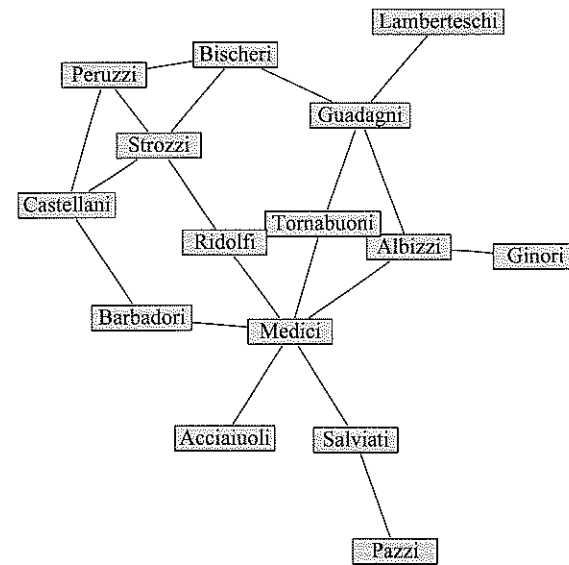 Lamberteschi
Bischeri
Peruzzi
Guadagni
Strozzi
Castellani
Tornabuoni
Ridolfi
Albizzi
Ginori
Barbadori
Medici
Acciaiuoli
Salviati
Pazzi